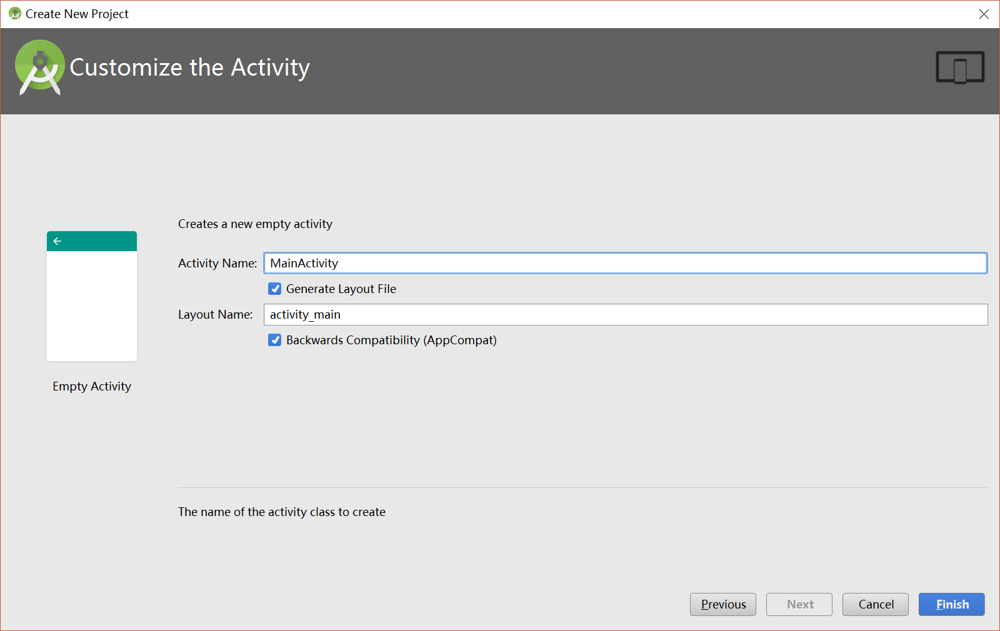 Create New Project
Customize the Activity
Creates a new empty activity
Activity Name: MainActivity
Generate Layout File
Layout Name: activity_main
Backwards Compatibility (AppCompat)
Empty Activity
The name of the activity class to create
Previous Next Cancel Finish